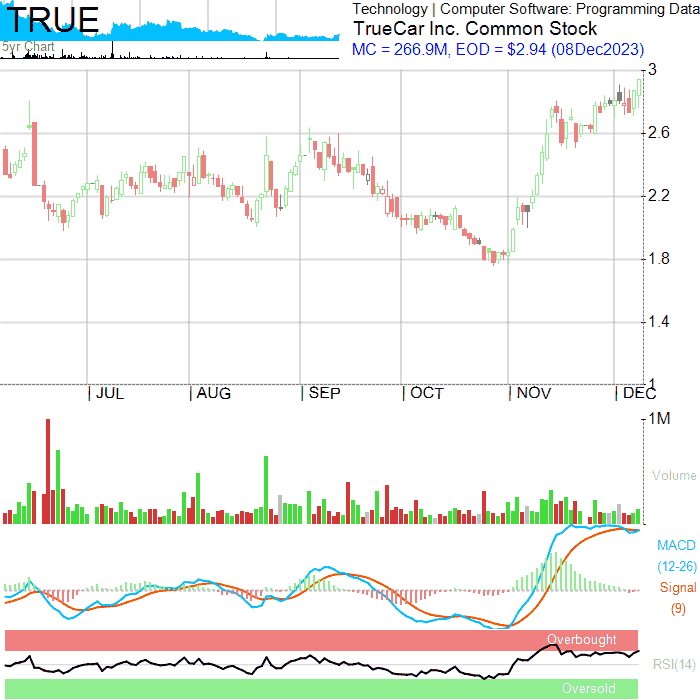 TRUE
5yr Chart
Technology | Computer Software: Programming Data
TrueCar Inc. Common Stock
MC = 266.9M, EOD = $2.94 (08Dec2023)
3
2.6
2.2
1.8
1.4
1
| JUL | AUG | SEP | OCT | NOV | DEC
1M
Volume
MACD
(12-26)
Signal
(9)
Overbought
RSI(14)
Oversold